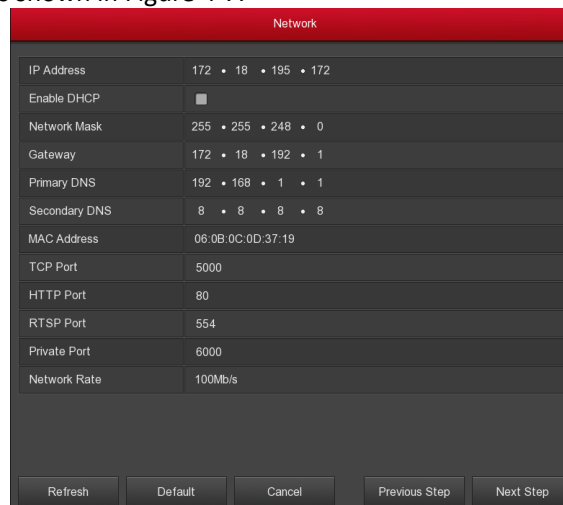 shown in Figure
Network
IP Address 172 • 18 • 195 • 172
Enable DHCP
Network Mask 255 • 255 • 248 • 0
Gateway 172 • 18 • 192 • 1
Primary DNS 192 • 168 • 1 • 1
Secondary DNS 8 • 8 • 8 • 8
MAC Address 06:0B:0C:0D:37:19
TCP Port 5000
HTTP Port 80
RTSP Port 554
Private Port 6000
Network Rate 100Mb/s
Refresh Default Cancel Previous Step Next Step